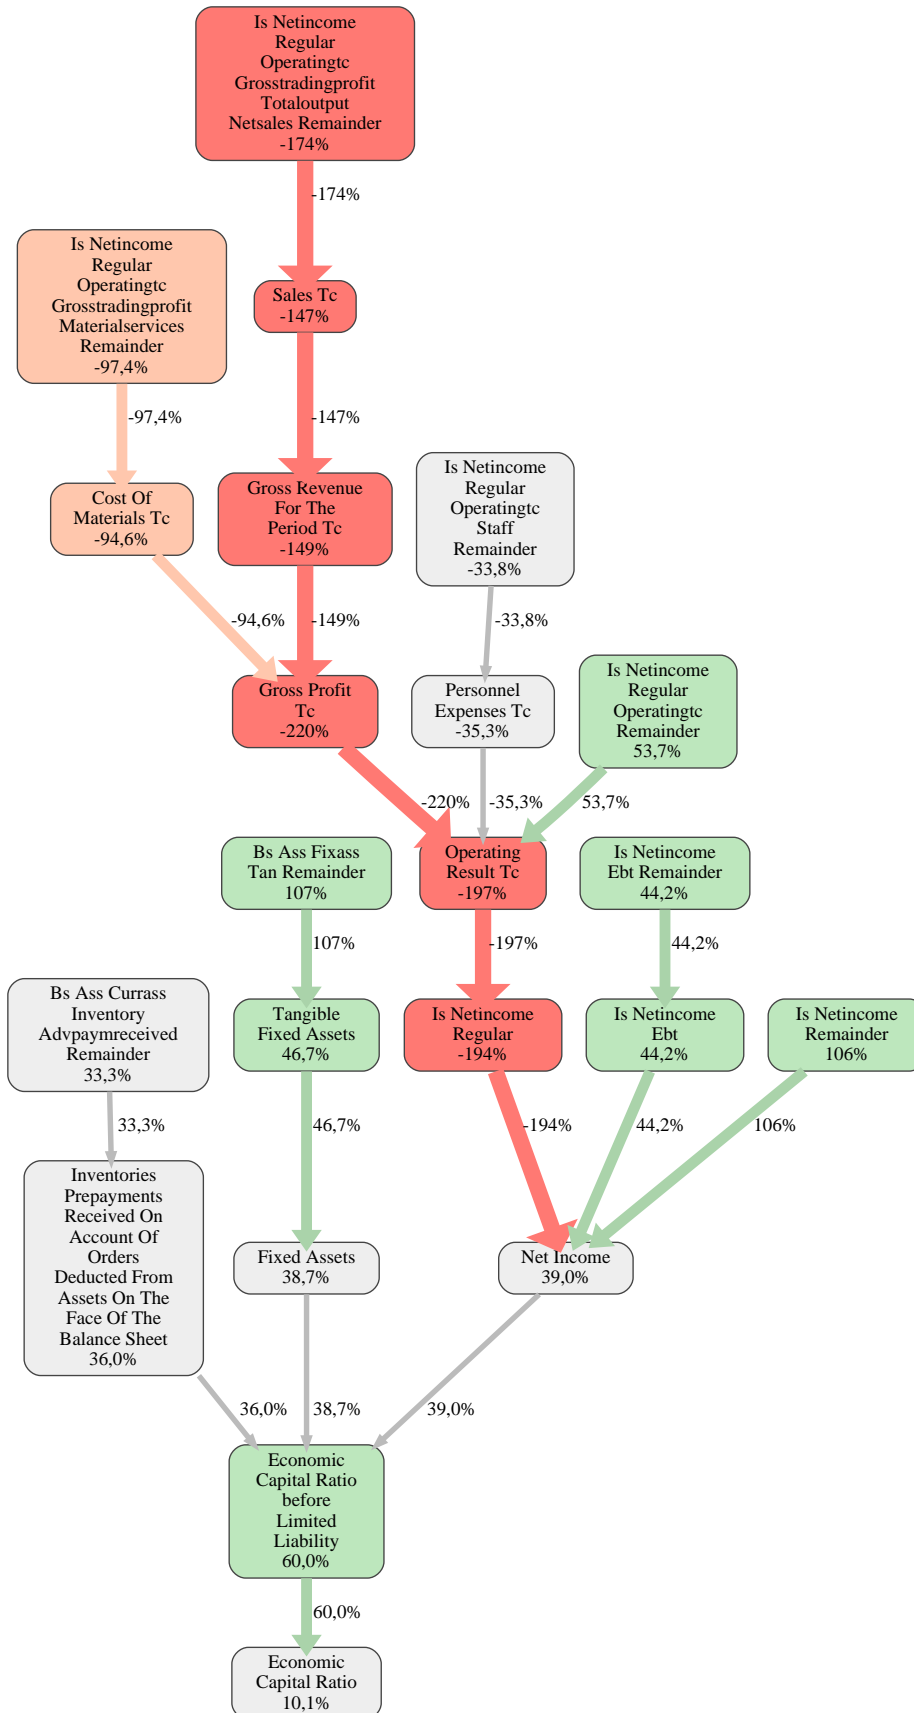 Is Netincome
Regular
Operatingtc
Grosstradingprofit
Totaloutput
Netsales Remainder
-174%
-174%
Is Netincome
Regular
Operatingtc
Grosstradingprofit
Materialservices
Remainder
-97,4%
Sales Tc
-147%
-97,4%
-147%
Cost Of
Materials Tc
-94,6%
Gross Revenue
For The
Period Tc
-149%
Is Netincome
Regular
Operatingtc
Staff
Remainder
-33,8%
-94,6%
-149%
-33,8%
Gross Profit
Tc
-220%
Personnel
Expenses Tc
-35,3%
Is Netincome
Regular
Operatingtc
Remainder
53,7%
-220%
-35,3%
53,7%
Bs Ass Fixass
Tan Remainder
107%
Operating
Result Tc
-197%
Is Netincome
Ebt Remainder
44,2%
107%
-197%
44,2%
Bs Ass Currass
Inventory
Advpaymreceived
Remainder
33,3%
Tangible
Fixed Assets
46,7%
Is Netincome
Regular
-194%
Is Netincome
Ebt
44,2%
Is Netincome
Remainder
106%
33,3%
46,7%
-194%
44,2%
106%
Inventories
Prepayments
Received On
Account Of
Orders
Deducted From
Assets On The
Face Of The
Balance Sheet
36,0%
Fixed Assets
38,7%
Net Income
39,0%
36,0%
38,7%
39,0%
Economic
Capital Ratio
before
Limited
Liability
60,0%
60,0%
Economic
Capital Ratio
10,1%